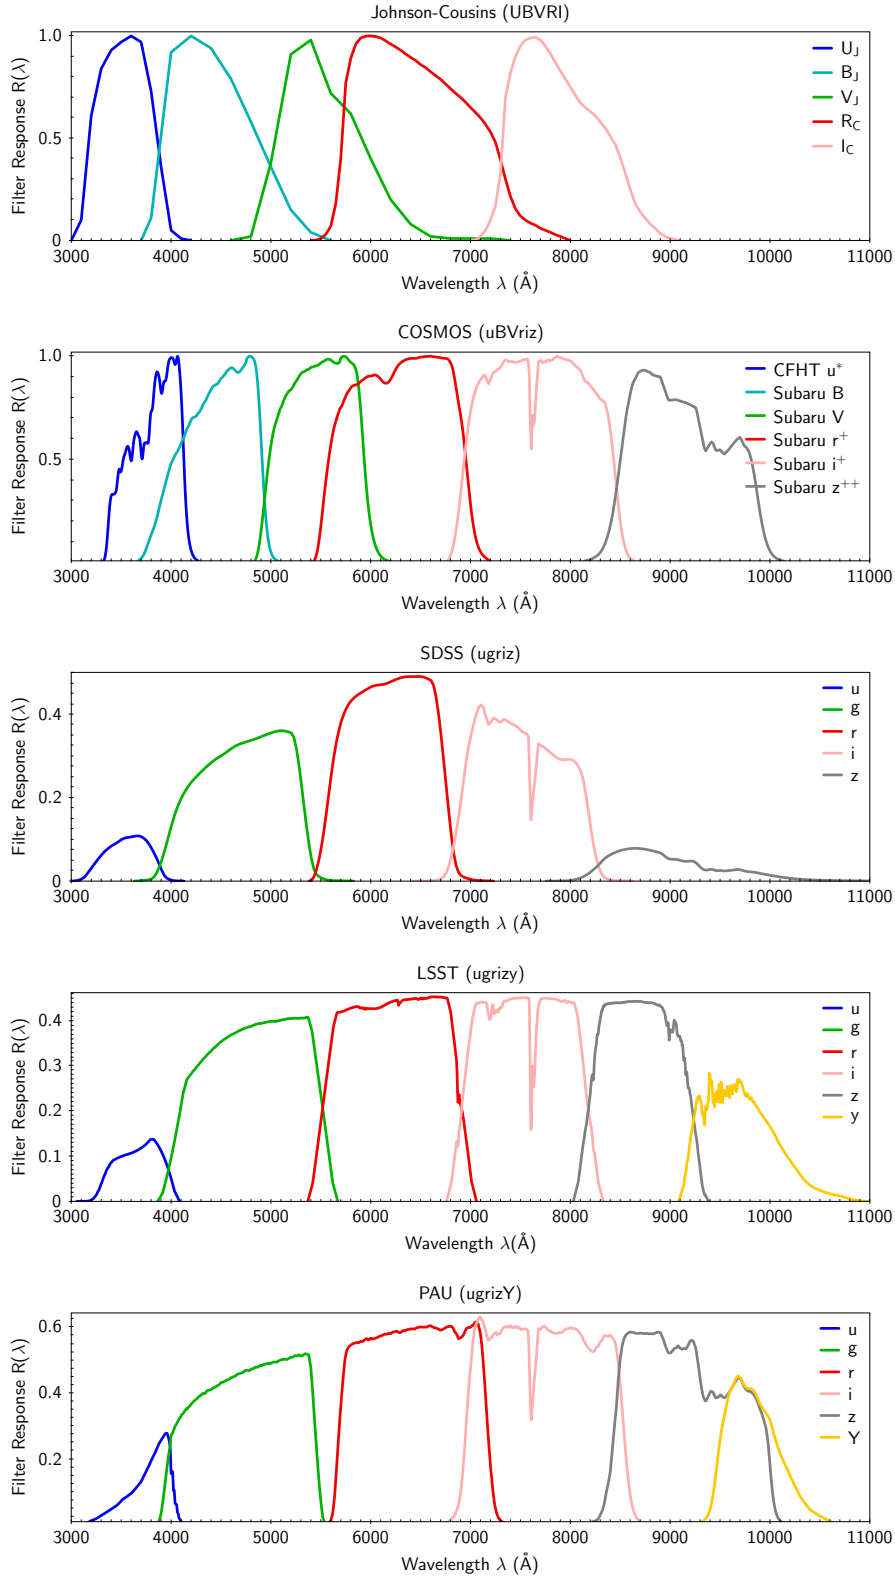 Johnson-Cousins (UBVRI)
Filter Response R(λ)
1.0
0.5
0
U_J
B_J
V_J
R_C
I_C
3000 4000 5000 6000 7000 8000 9000 10000 11000
Wavelength λ (Å)
COSMOS (uBVriz)
Filter Response R(λ)
1.0
0.5
CFHT u*
Subaru B
Subaru V
Subaru r⁺
Subaru i⁺
Subaru z⁺⁺
3000 4000 5000 6000 7000 8000 9000 10000 11000
Wavelength λ (Å)
SDSS (ugriz)
Filter Response R(λ)
0.4
0.2
0
u
g
r
i
z
3000 4000 5000 6000 7000 8000 9000 10000 11000
Wavelength λ (Å)
LSST (ugrizy)
Filter Response R(λ)
0.4
0.3
0.2
0.1
0
u
g
r
i
z
y
3000 4000 5000 6000 7000 8000 9000 10000 11000
Wavelength λ(Å)
PAU (ugrizY)
Filter Response R(λ)
0.6
0.4
0.2
u
g
r
i
z
Y
3000 4000 5000 6000 7000 8000 9000 10000 11000
Wavelength λ (Å)